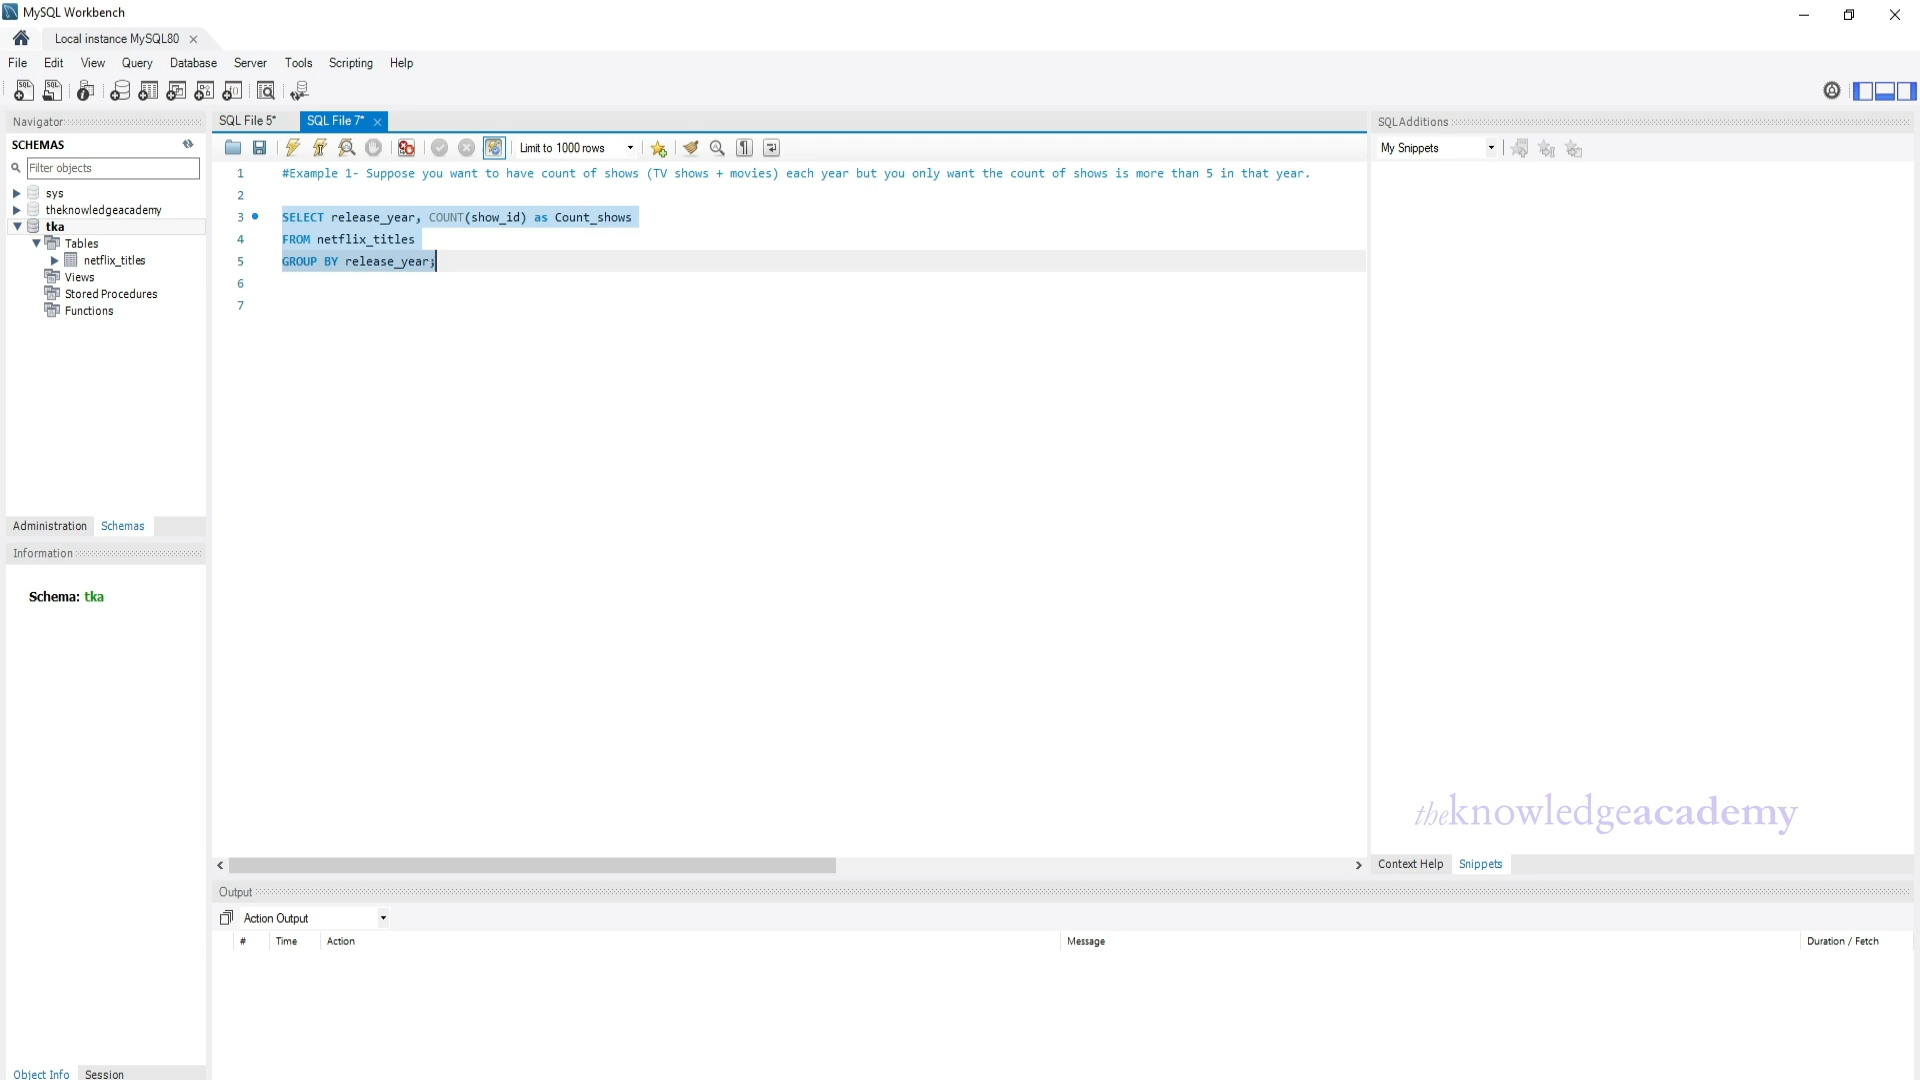 MySQL Workbench
Local instance MySQL80
File Edit View Query Database Server Tools Scripting Help
Navigator
SCHEMAS
Filter objects
sys
theknowledgeacademy
tka
Tables
netflix_titles
Views
Stored Procedures
Functions
Administration Schemas
Information
Schema: tka
Object Info Session
SQL File 5* SQL File 7*
Limit to 1000 rows
1 #Example 1- Suppose you want to have count of shows (TV shows + movies) each year but you only want the count of shows is more than 5 in that year.
2
3 SELECT release_year, COUNT(show_id) as Count_shows
4 FROM netflix_titles
5 GROUP BY release_year;
6
7
SQLAdditions
My Snippets
theknowledgeacademy
Context Help Snippets
Output
Action Output
# Time Action Message Duration / Fetch